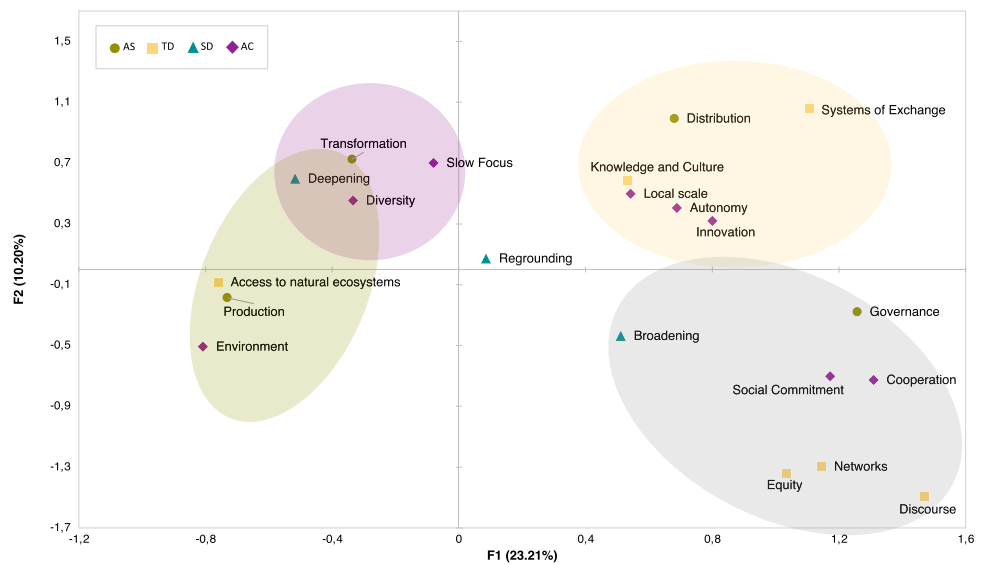 1,5
AS TD SD AC
1,1
Systems of Exchange
Distribution
Transformation
0,7
Slow Focus
Knowledge and Culture
Deepening
Local scale
Diversity
Autonomy
0,3
Innovation
Regrounding
F2 (10.20%)
-0,1
Access to natural ecosystems
Production
Governance
Broadening
-0,5
Environment
Cooperation
Social Commitment
-0,9
-1,3
Networks
Equity
Discourse
-1,7
-1,2 -0,8 -0,4 0 0,4 0,8 1,2 1,6
F1 (23.21%)